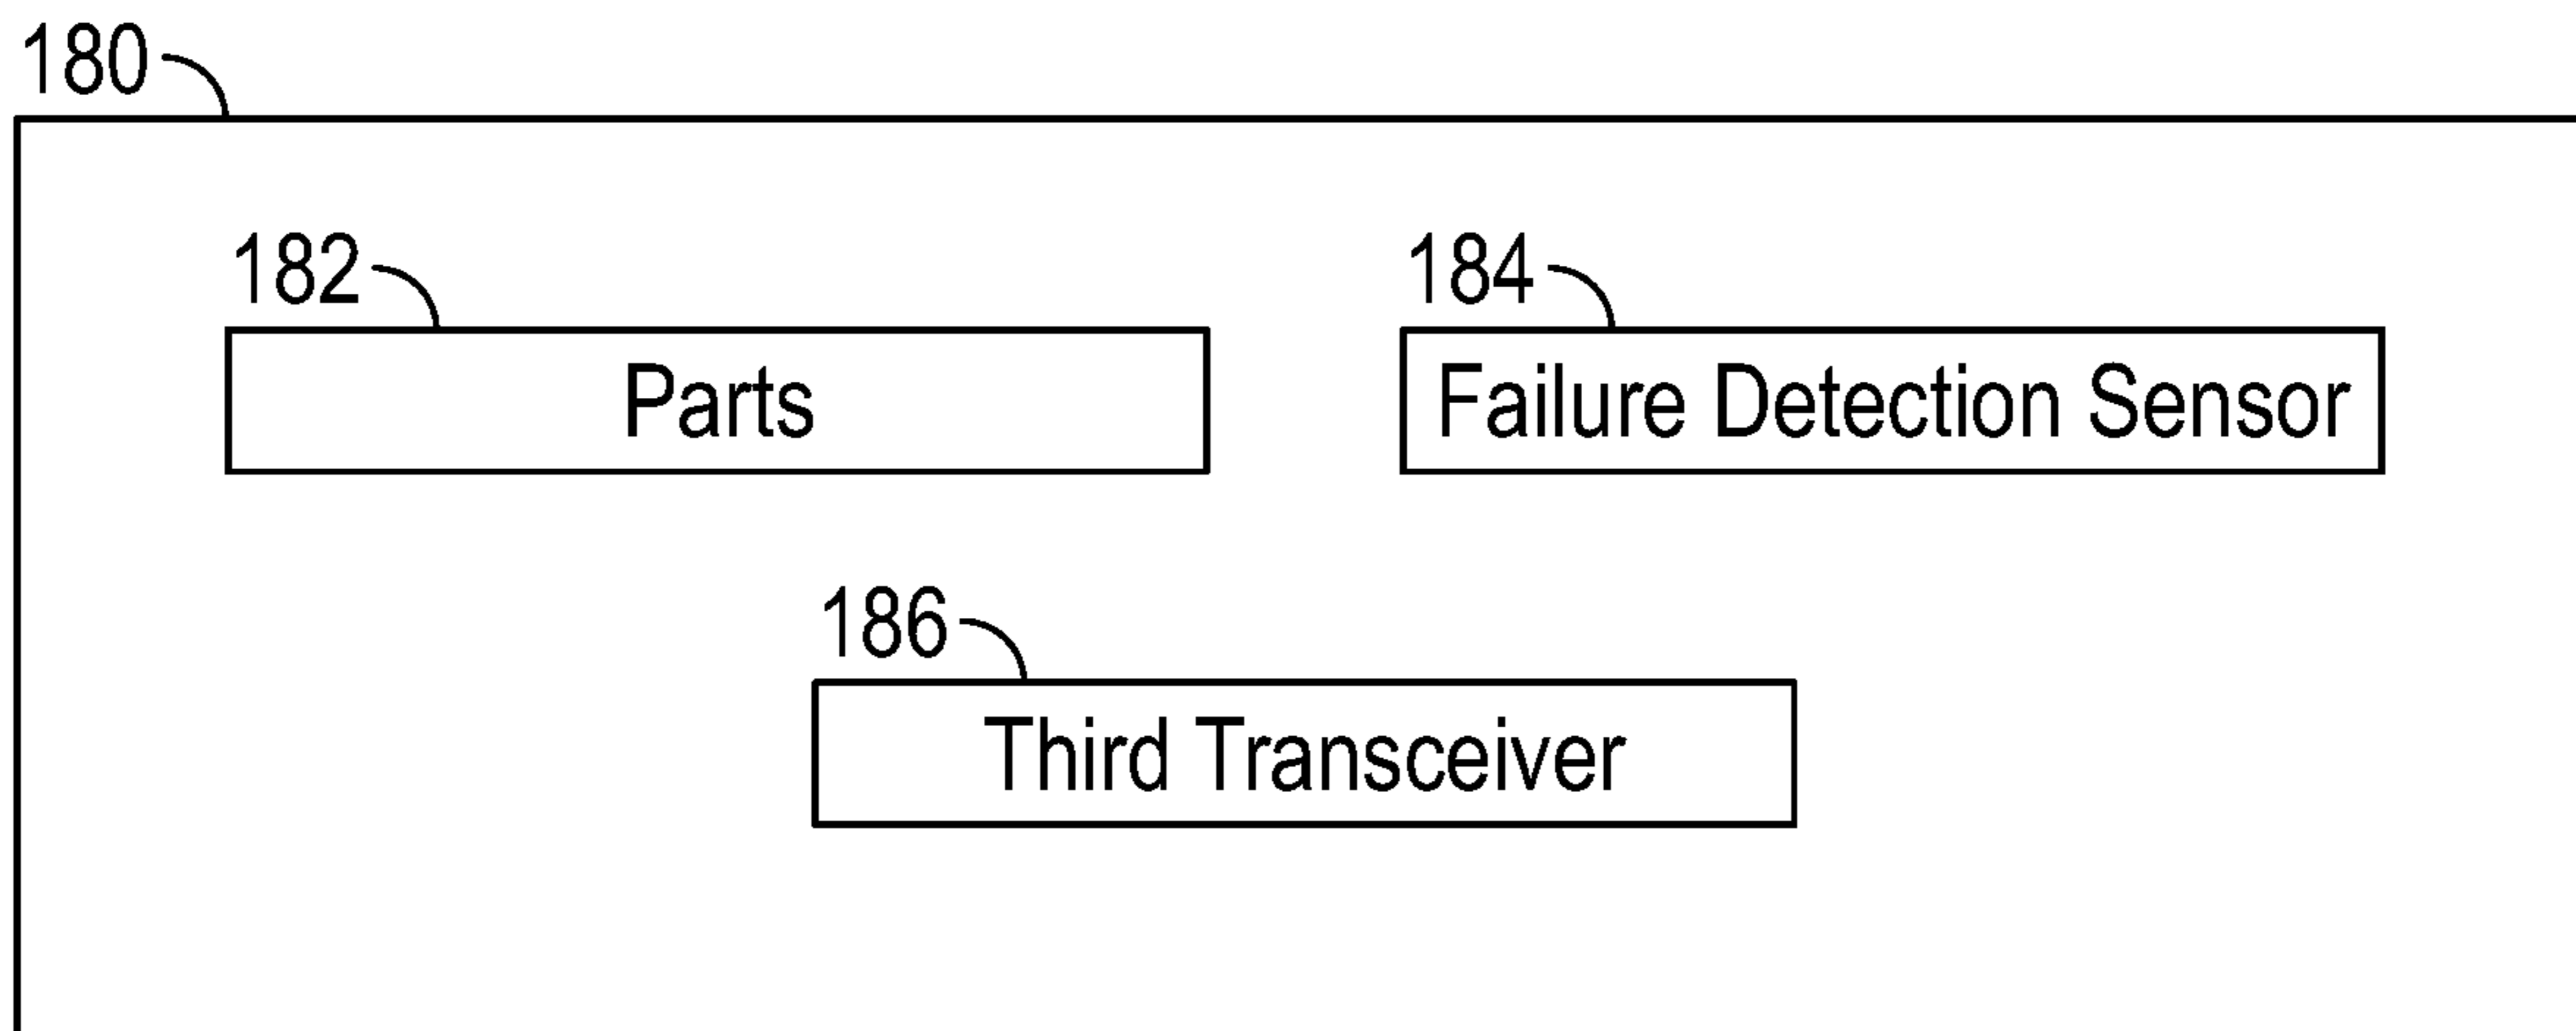 180
182
184
Parts
Failure Detection Sensor
186
Third Transceiver